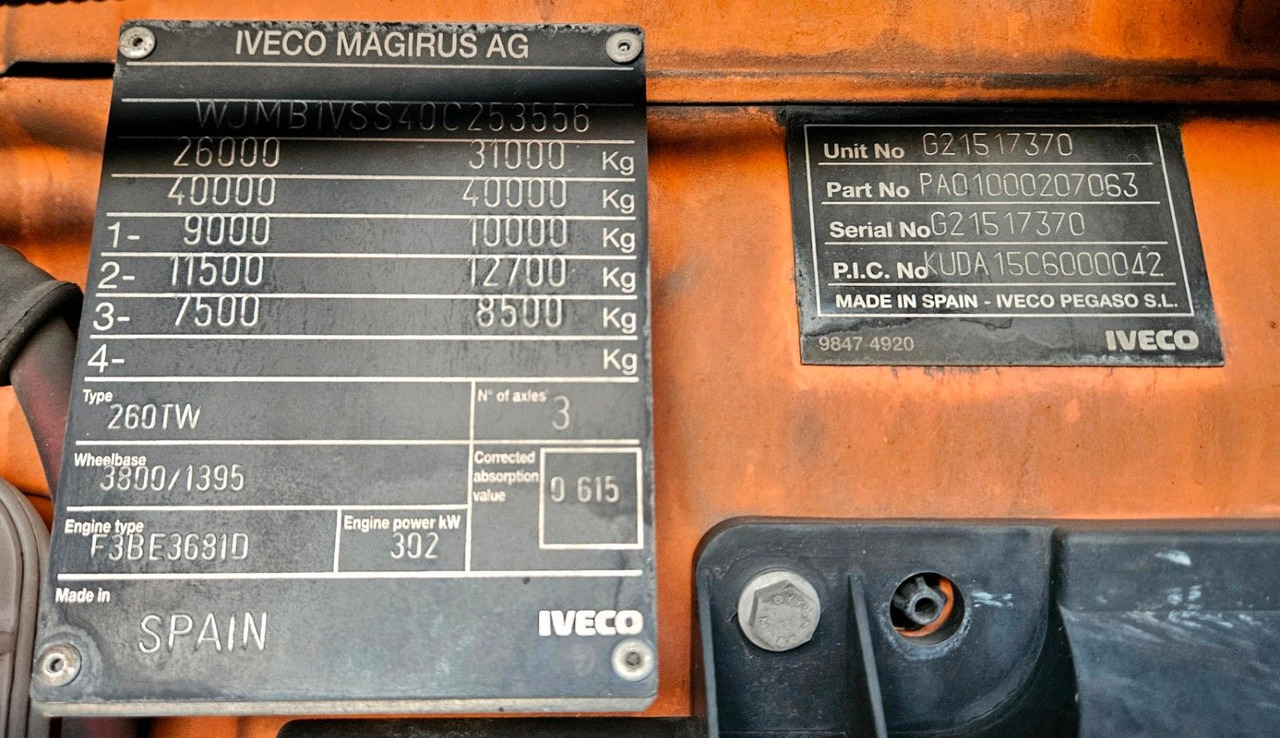 IVECO MAGIRUS AG
WJMB1VSS40C253556
26000 31000 Kg
40000 40000 Kg
1- 9000 10000 Kg
2- 11500 12700 Kg
3- 7500 8500 Kg
4- Kg
Type 260TW
N° of axles 3
Wheelbase 3800/1395
Corrected absorption value 0 615
Engine type F3BE3681D
Engine power kW 302
Made in SPAIN
IVECO
Unit No G21517370
Part No PA01000207063
Serial No G21517370
P.I.C. No KUDA15C6000042
MADE IN SPAIN - IVECO PEGASO S.L.
9847 4920 IVECO